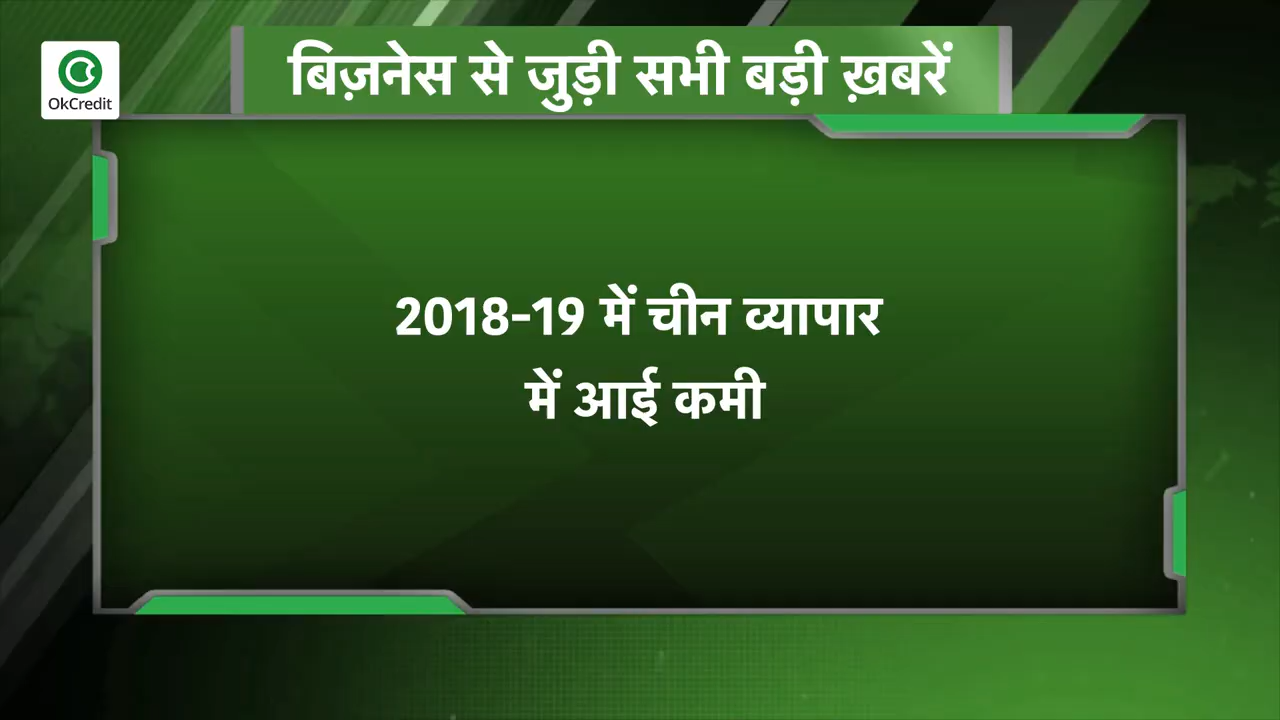 बिज़नेस से जुड़ी सभी बड़ी ख़बरें
OkCredit
2018-19 में चीन व्यापार
में आई कमी